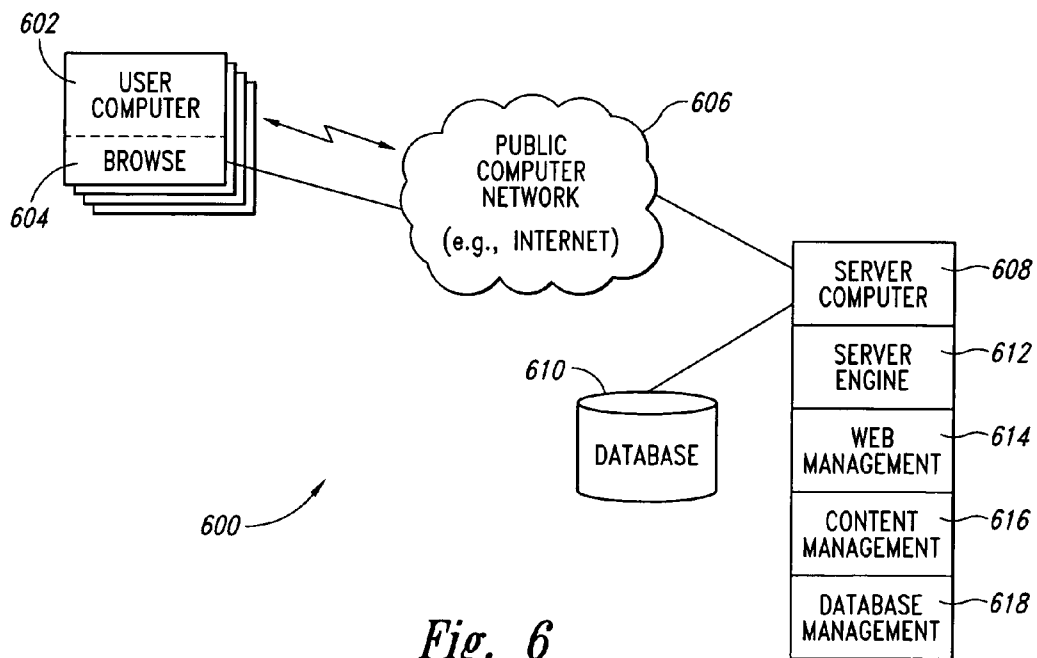 602
USER
COMPUTER
BROWSE
604
606
PUBLIC
COMPUTER
NETWORK
(e.g., INTERNET)
SERVER
COMPUTER
608
SERVER
ENGINE
612
WEB
MANAGEMENT
614
CONTENT
MANAGEMENT
616
DATABASE
MANAGEMENT
618
610
DATABASE
600
Fig. 6